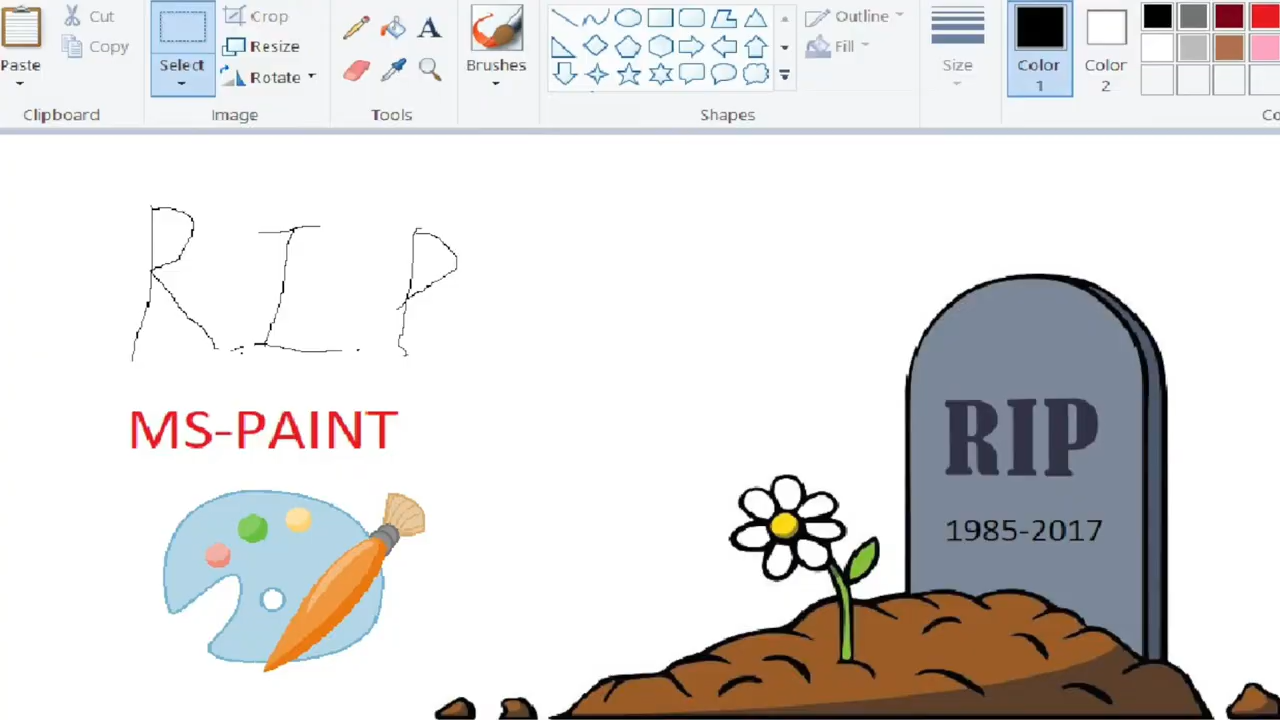 Cut
Crop
Outline
Copy
Resize
Fill
Paste
Select
Rotate
Brushes
Size
Color
1
Color
2
Clipboard
Image
Tools
Shapes
Co
R.I.P
MS-PAINT
RIP
1985-2017